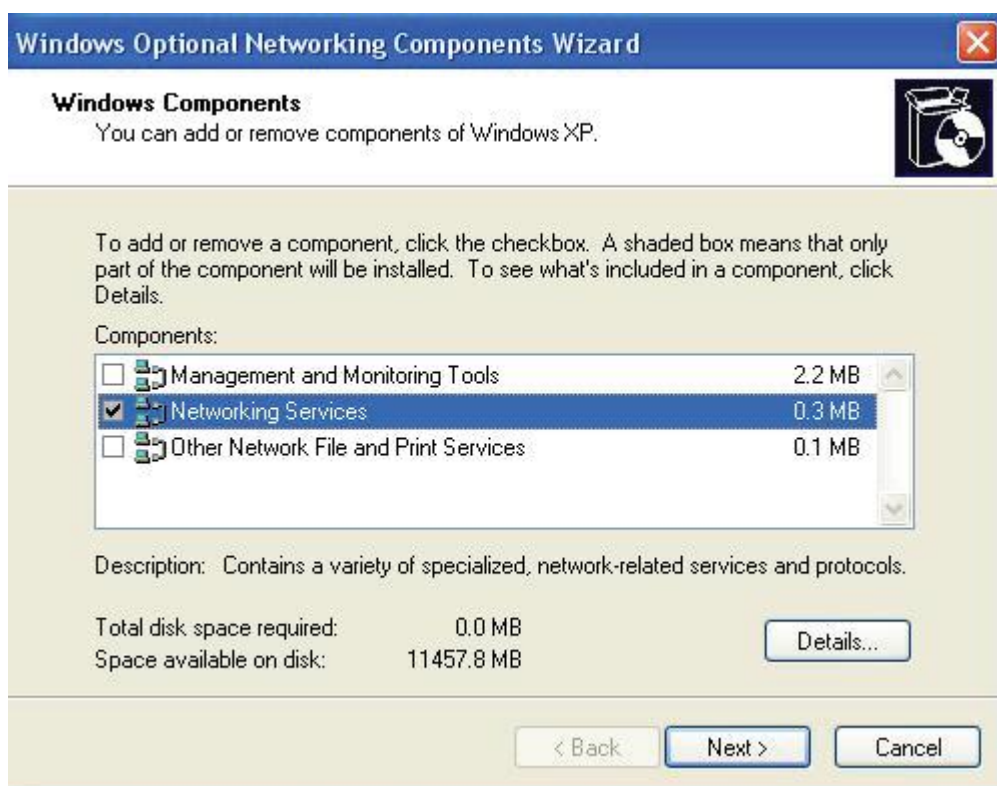 Windows Optional Networking Components Wizard
Windows Components
You can add or remove components of Windows XP.
To add or remove a component, click the checkbox. A shaded box means that only
part of the component will be installed. To see what's included in a component, click
Details.
Components:
Management and Monitoring Tools 2.2 MB
Networking Services 0.3 MB
Other Network File and Print Services 0.1 MB
Description: Contains a variety of specialized, network-related services and protocols.
Total disk space required: 0.0 MB
Space available on disk: 11457.8 MB
Details...
< Back Next > Cancel